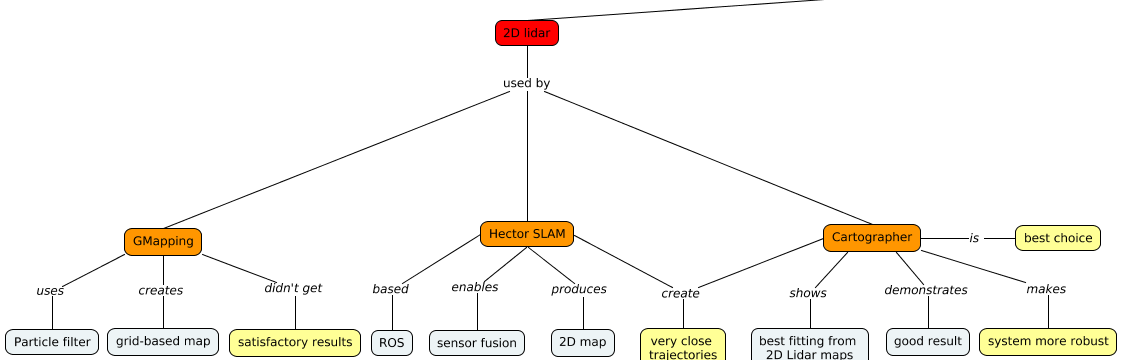 2D lidar
used by
GMapping
Hector SLAM
Cartographer
is
best choice
uses
creates
didn't get
based
enables
produces
create
shows
demonstrates
makes
Particle filter
grid-based map
satisfactory results
ROS
sensor fusion
2D map
very close
trajectories
best fitting from
2D Lidar maps
good result
system more robust